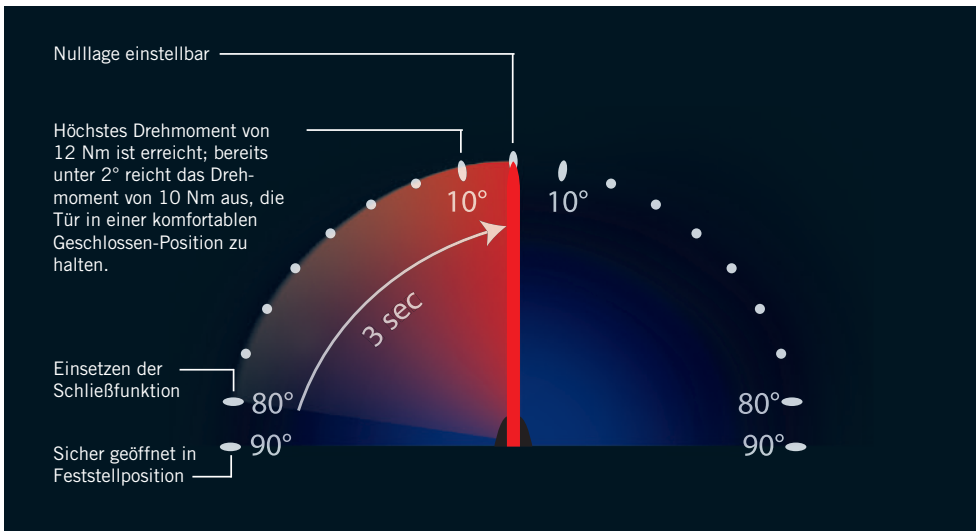 Nulllage einstellbar
Höchstes Drehmoment von
12 Nm ist erreicht; bereits
unter 2° reicht das Dreh-
moment von 10 Nm aus, die
Tür in einer komfortablen
Geschlossen-Position zu
halten.
10°
10°
3 sec
Einsetzen der
Schließfunktion
80°
80°
90°
90°
Sicher geöffnet in
Feststellposition